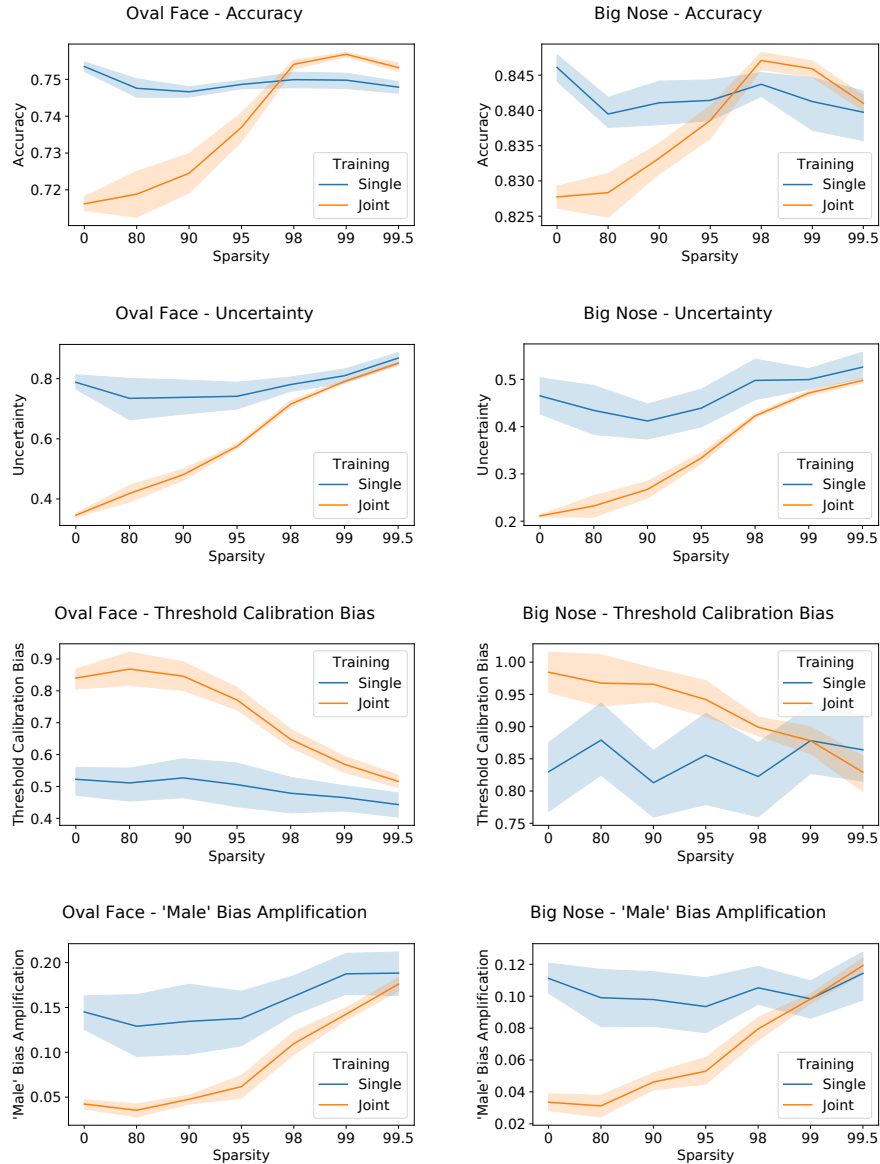 Oval Face - Accuracy
0.75
0.74
0.73
0.72
Accuracy
Training
Single
Joint
0 80 90 95 98 99 99.5
Sparsity
Big Nose - Accuracy
0.845
0.840
0.835
0.830
0.825
Accuracy
Training
Single
Joint
0 80 90 95 98 99 99.5
Sparsity
Oval Face - Uncertainty
0.8
0.6
0.4
Uncertainty
Training
Single
Joint
0 80 90 95 98 99 99.5
Sparsity
Big Nose - Uncertainty
0.5
0.4
0.3
0.2
Uncertainty
Training
Single
Joint
0 80 90 95 98 99 99.5
Sparsity
Oval Face - Threshold Calibration Bias
0.9
0.8
0.7
0.6
0.5
0.4
Threshold Calibration Bias
Training
Single
Joint
0 80 90 95 98 99 99.5
Sparsity
Big Nose - Threshold Calibration Bias
1.00
0.95
0.90
0.85
0.80
0.75
Threshold Calibration Bias
Training
Single
Joint
0 80 90 95 98 99 99.5
Sparsity
Oval Face - 'Male' Bias Amplification
0.20
0.15
0.10
0.05
'Male' Bias Amplification
Training
Single
Joint
0 80 90 95 98 99 99.5
Sparsity
Big Nose - 'Male' Bias Amplification
0.12
0.10
0.08
0.06
0.04
0.02
'Male' Bias Amplification
Training
Single
Joint
0 80 90 95 98 99 99.5
Sparsity